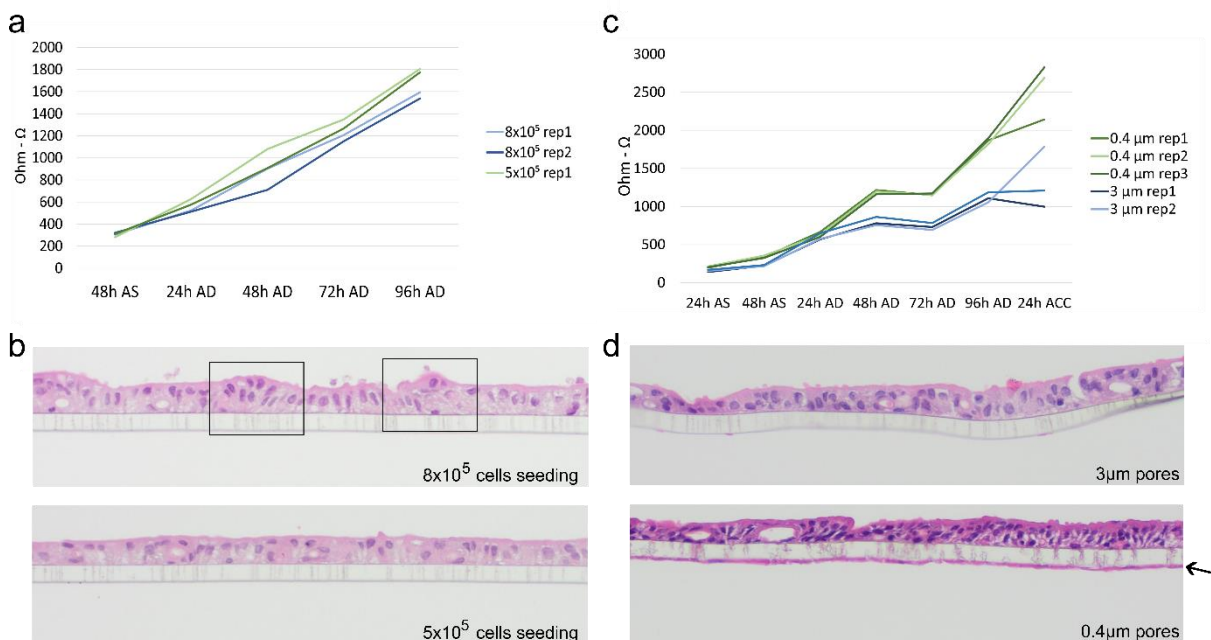 a
2000
1800
1600
1400
1200
1000
800
600
400
200
0
Ohm - Ω
48h AS 24h AD 48h AD 72h AD 96h AD
8x10⁵ rep1
8x10⁵ rep2
5x10⁵ rep1
b
8x10⁵ cells seeding
5x10⁵ cells seeding
c
3000
2500
2000
1500
1000
500
0
Ohm - Ω
24h AS 48h AS 24h AD 48h AD 72h AD 96h AD 24h ACC
0.4 µm rep1
0.4 µm rep2
0.4 µm rep3
3 µm rep1
3 µm rep2
d
3µm pores
0.4µm pores